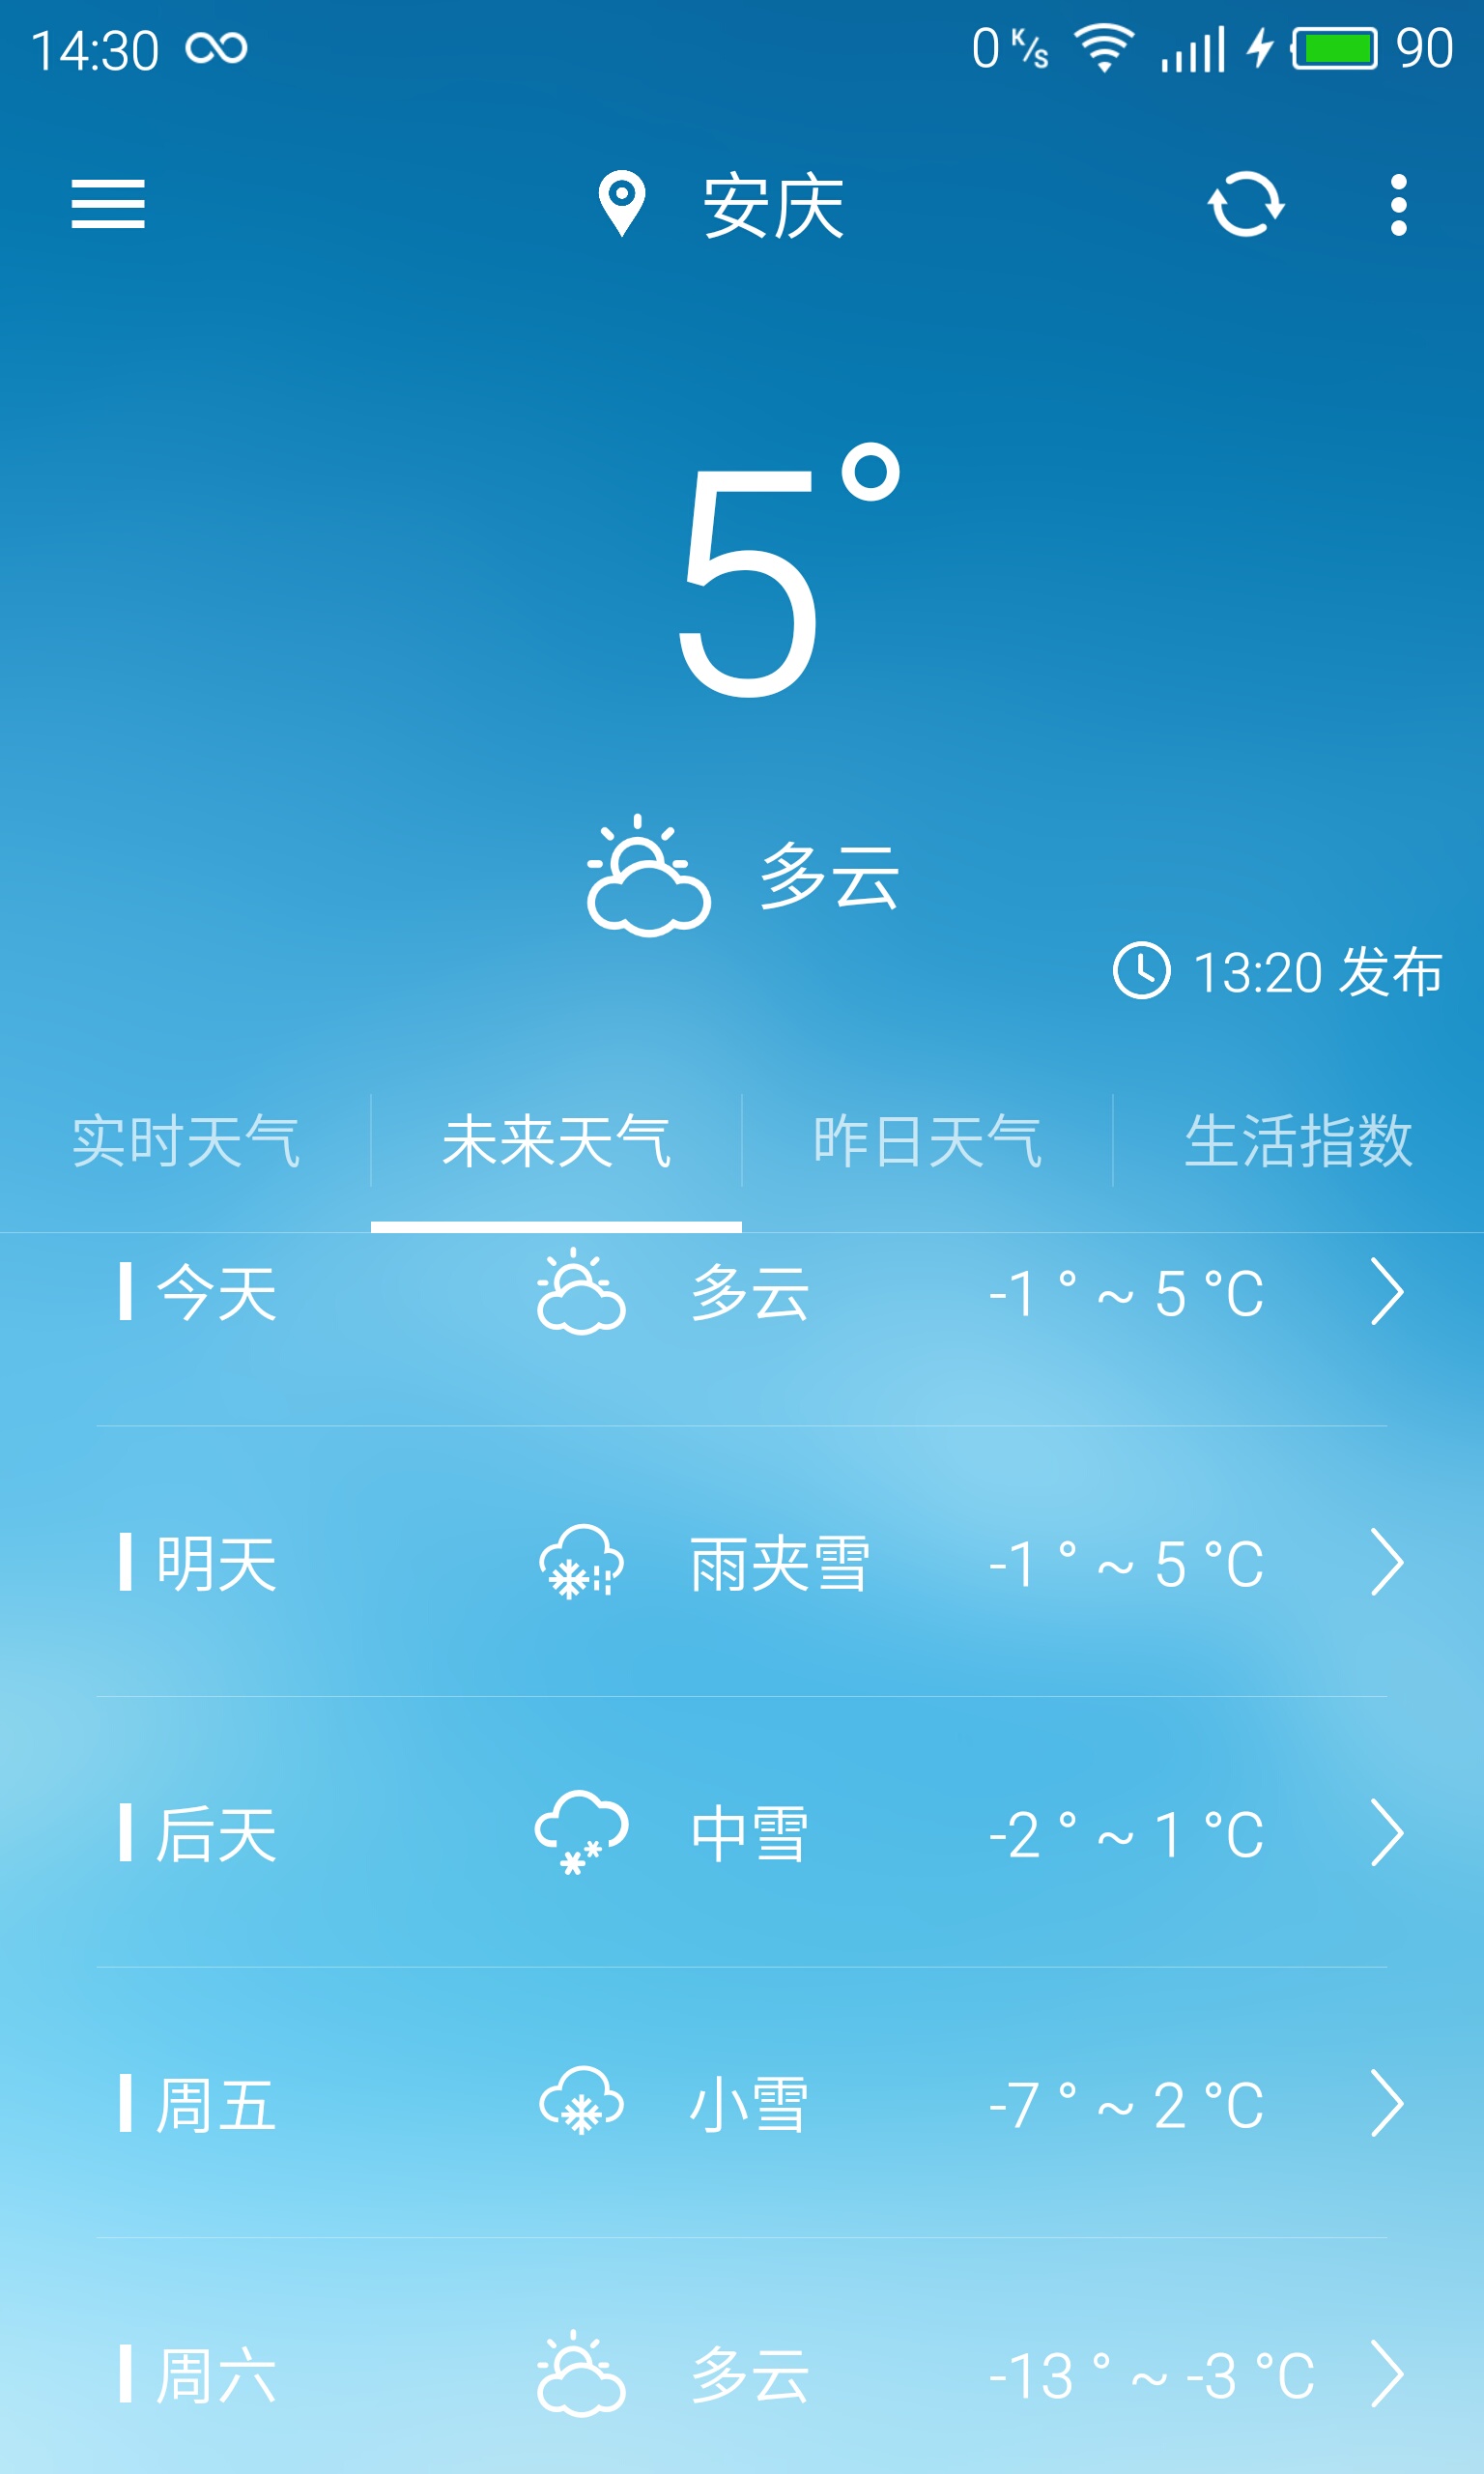 14:30 0 K/s 90
安庆
5°
多云
13:20 发布
实时天气 未来天气 昨日天气 生活指数
今天 多云 -1 ° ~ 5 °C
明天 雨夹雪 -1 ° ~ 5 °C
后天 中雪 -2 ° ~ 1 °C
周五 小雪 -7 ° ~ 2 °C
周六 多云 -13 ° ~ -3 °C